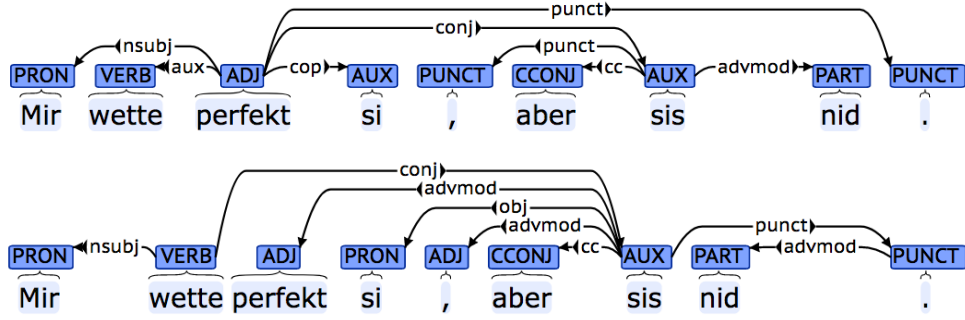 punct
conj
nsubj aux cop punct cc advmod
PRON VERB ADJ AUX PUNCT CCONJ AUX PART PUNCT
Mir wette perfekt si , aber sis nid .
conj
advmod
obj
nsubj advmod cc punct advmod
PRON VERB ADJ PRON ADJ CCONJ AUX PART PUNCT
Mir wette perfekt si , aber sis nid .